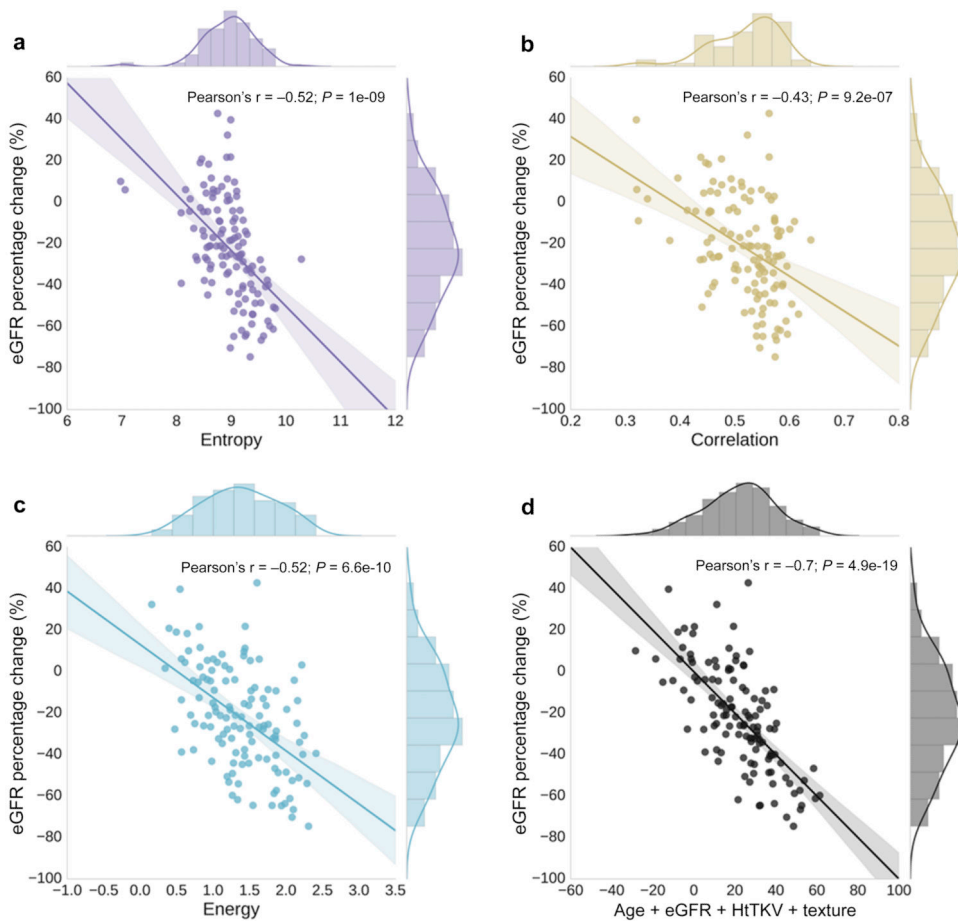 a
Pearson's r = –0.52; P = 1e-09
eGFR percentage change (%)
60
40
20
0
−20
−40
−60
−80
−100
6 7 8 9 10 11 12
Entropy
b
Pearson's r = –0.43; P = 9.2e-07
eGFR percentage change (%)
60
40
20
0
−20
−40
−60
−80
−100
0.2 0.3 0.4 0.5 0.6 0.7 0.8
Correlation
c
Pearson's r = –0.52; P = 6.6e-10
eGFR percentage change (%)
60
40
20
0
−20
−40
−60
−80
−100
−1.0 −0.5 0.0 0.5 1.0 1.5 2.0 2.5 3.0 3.5
Energy
d
Pearson's r = –0.7; P = 4.9e-19
eGFR percentage change (%)
60
40
20
0
−20
−40
−60
−80
−100
−60 −40 −20 0 20 40 60 80 100
Age + eGFR + HtTKV + texture